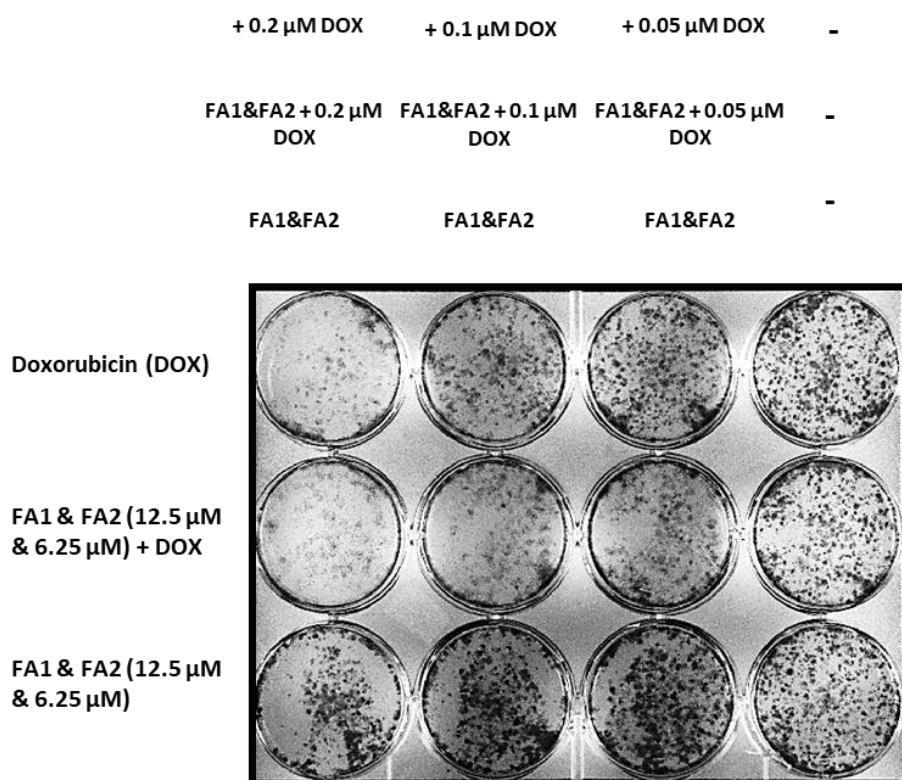 + 0.2 µM DOX + 0.1 µM DOX + 0.05 µM DOX -
FA1&FA2 + 0.2 µM FA1&FA2 + 0.1 µM FA1&FA2 + 0.05 µM -
DOX DOX DOX
FA1&FA2 FA1&FA2 FA1&FA2 -
Doxorubicin (DOX)
FA1 & FA2 (12.5 µM
& 6.25 µM) + DOX
FA1 & FA2 (12.5 µM
& 6.25 µM)